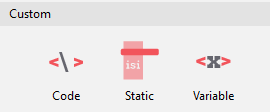 Custom
<\> isi <x>
Code Static Variable